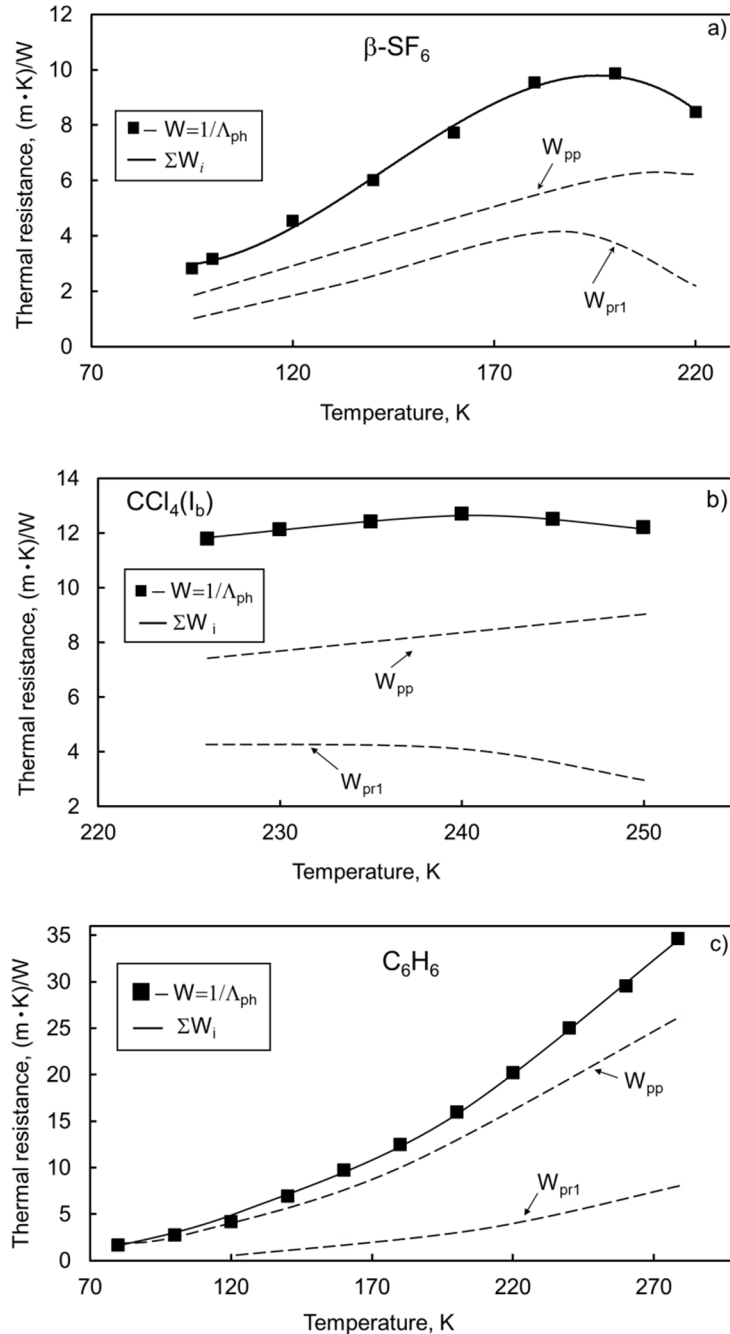 a)
β-SF6
12
10
8
6
4
2
0
Thermal resistance, (m·K)/W
■ – W=1/Λph
— ΣWi
Wpp
Wpr1
70 120 170 220
Temperature, K
b)
CCl4(Ib)
14
12
10
8
6
4
2
Thermal resistance, (m·K)/W
■ – W=1/Λph
— ΣWi
Wpp
Wpr1
220 230 240 250
Temperature, K
c)
C6H6
35
30
25
20
15
10
5
0
Thermal resistance, (m·K)/W
■ – W=1/Λph
— ΣWi
Wpp
Wpr1
70 120 170 220 270
Temperature, K